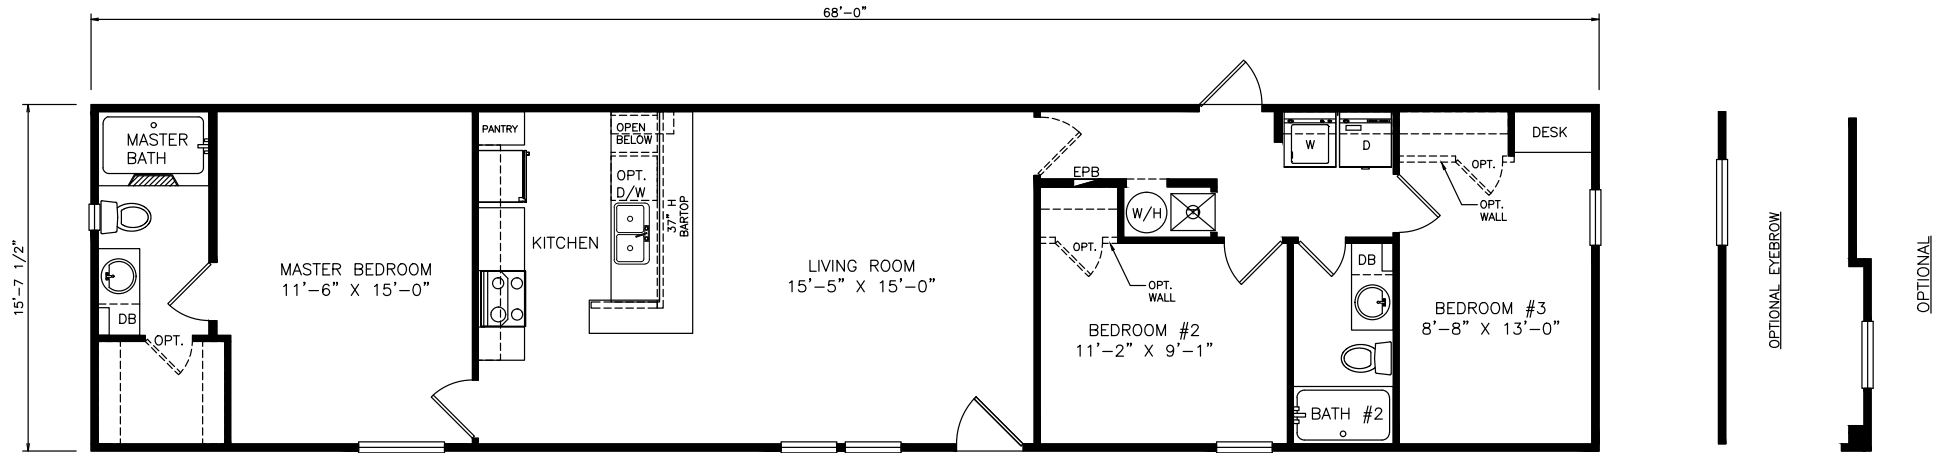 68'-0"
15'-7 1/2"
MASTER
BATH
DB
OPT.
MASTER BEDROOM
11'-6" X 15'-0"
PANTRY
KITCHEN
OPEN
BELOW
OPT.
D/W
37" H
BARTOP
LIVING ROOM
15'-5" X 15'-0"
EPB
W/H
OPT.
OPT.
WALL
BEDROOM #2
11'-2" X 9'-1"
W
D
DB
BATH #2
OPT.
OPT.
WALL
DESK
BEDROOM #3
8'-8" X 13'-0"
OPTIONAL EYEBROW
OPTIONAL